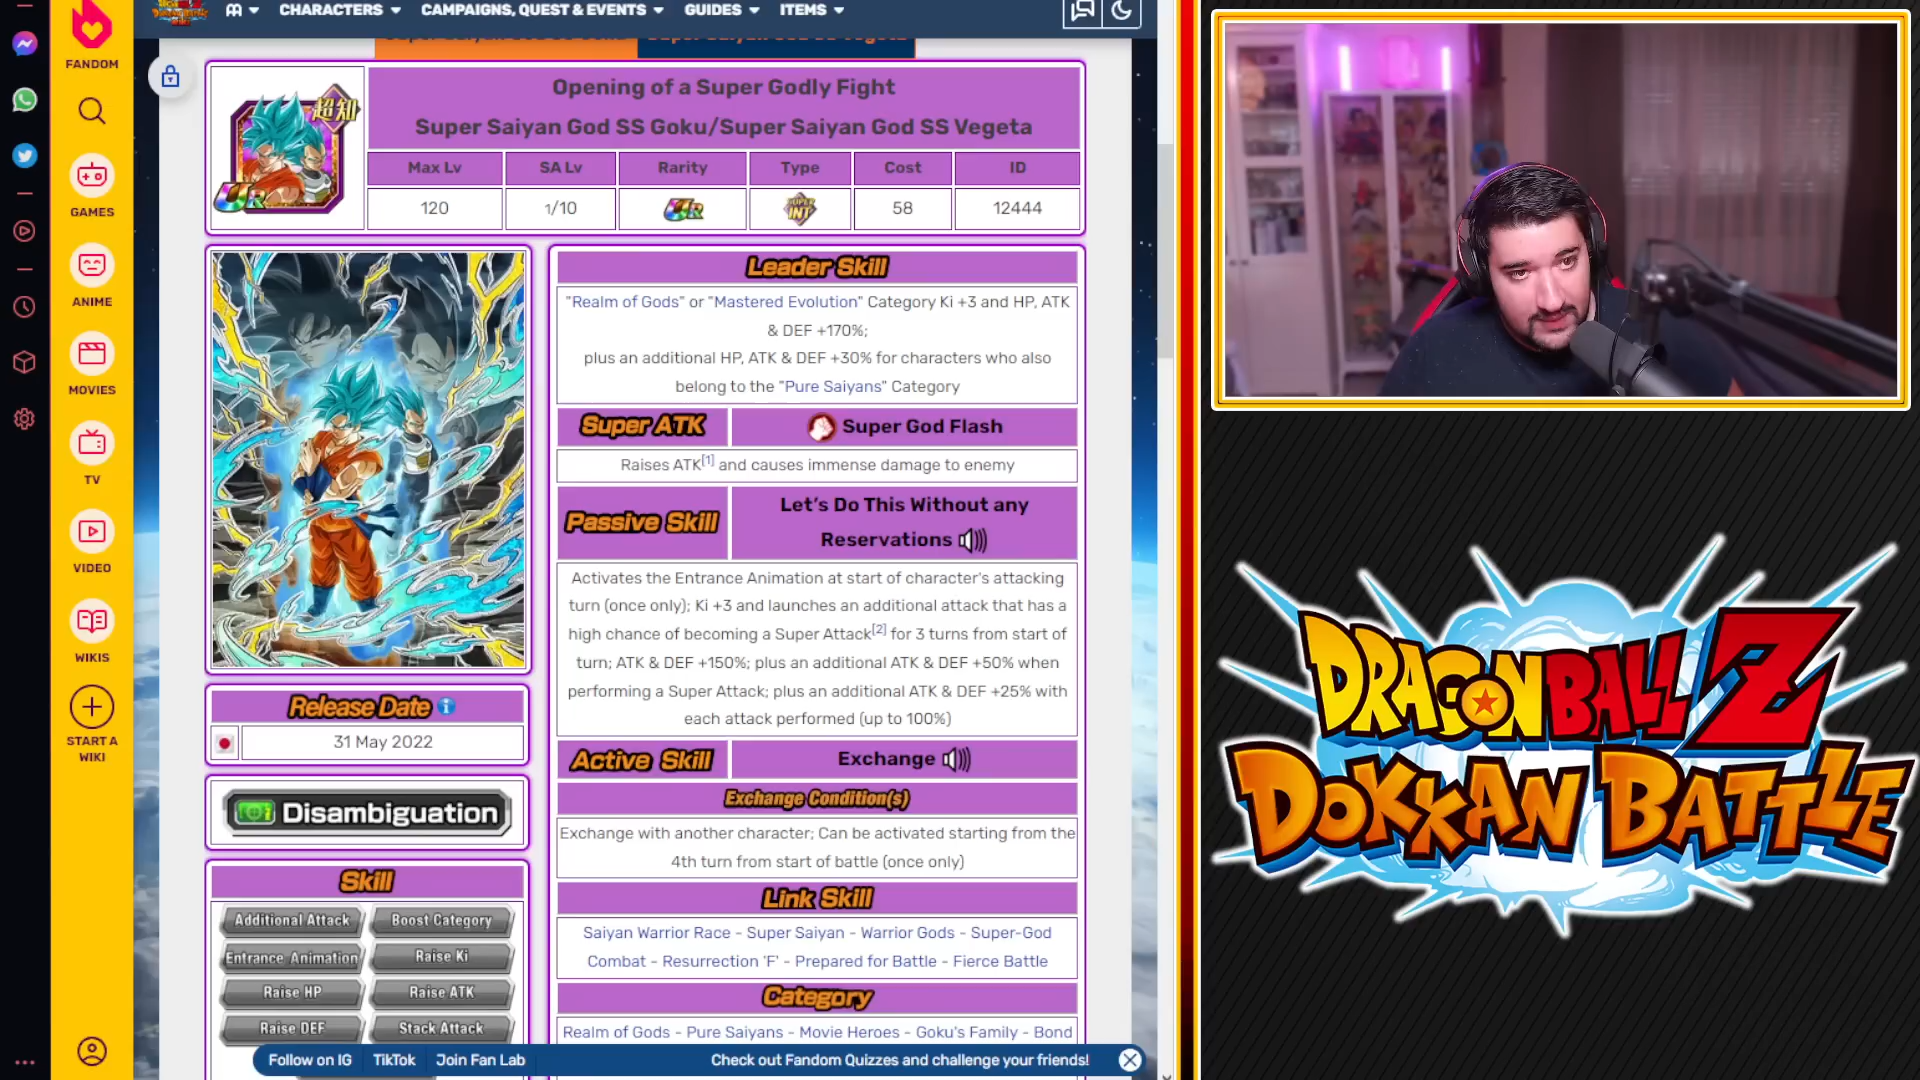 CHARACTERS
CAMPAIGNS, QUEST & EVENTS
GUIDES
ITEMS
FANDOM
GAMES
ANIME
MOVIES
TV
VIDEO
WIKIS
START A
WIKI
Super Saiyan God SS Vegeta
超知
UR
Opening of a Super Godly Fight
Super Saiyan God SS Goku/Super Saiyan God SS Vegeta
Max Lv SA Lv Rarity Type Cost ID
120 1/10 UR SUPER INT 58 12444
Release Date
31 May 2022
Disambiguation
Skill
Additional Attack Boost Category
Entrance Animation Raise Ki
Raise HP Raise ATK
Raise DEF Stack Attack
Leader Skill
"Realm of Gods" or "Mastered Evolution" Category Ki +3 and HP, ATK
& DEF +170%;
plus an additional HP, ATK & DEF +30% for characters who also
belong to the "Pure Saiyans" Category
Super ATK Super God Flash
Raises ATK[1] and causes immense damage to enemy
Passive Skill
Let's Do This Without any
Reservations
Activates the Entrance Animation at start of character's attacking
turn (once only); Ki +3 and launches an additional attack that has a
high chance of becoming a Super Attack[2] for 3 turns from start of
turn; ATK & DEF +150%; plus an additional ATK & DEF +50% when
performing a Super Attack; plus an additional ATK & DEF +25% with
each attack performed (up to 100%)
Active Skill Exchange
Exchange Condition(s)
Exchange with another character; Can be activated starting from the
4th turn from start of battle (once only)
Link Skill
Saiyan Warrior Race - Super Saiyan - Warrior Gods - Super-God
Combat - Resurrection 'F' - Prepared for Battle - Fierce Battle
Category
Realm of Gods - Pure Saiyans - Movie Heroes - Goku's Family - Bond
Follow on IG TikTok Join Fan Lab Check out Fandom Quizzes and challenge your friends!
DRAGON BALL Z
DOKKAN BATTLE